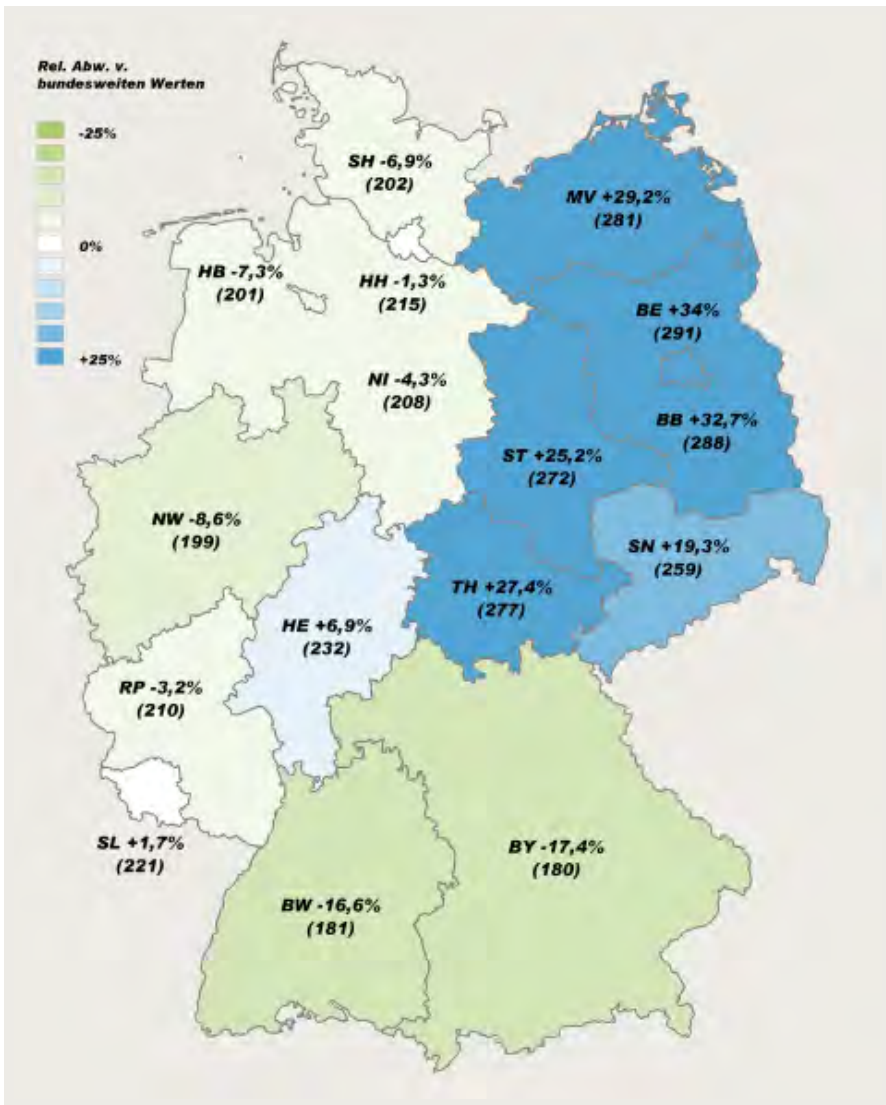 Rel. Abw. v.
bundesweiten Werten
-25%
0%
+25%
SH -6,9%
(202)
MV +29,2%
(281)
HB -7,3%
(201)
HH -1,3%
(215)
BE +34%
(291)
NI -4,3%
(208)
BB +32,7%
(288)
ST +25,2%
(272)
NW -8,6%
(199)
SN +19,3%
(259)
TH +27,4%
(277)
HE +6,9%
(232)
RP -3,2%
(210)
SL +1,7%
(221)
BY -17,4%
(180)
BW -16,6%
(181)